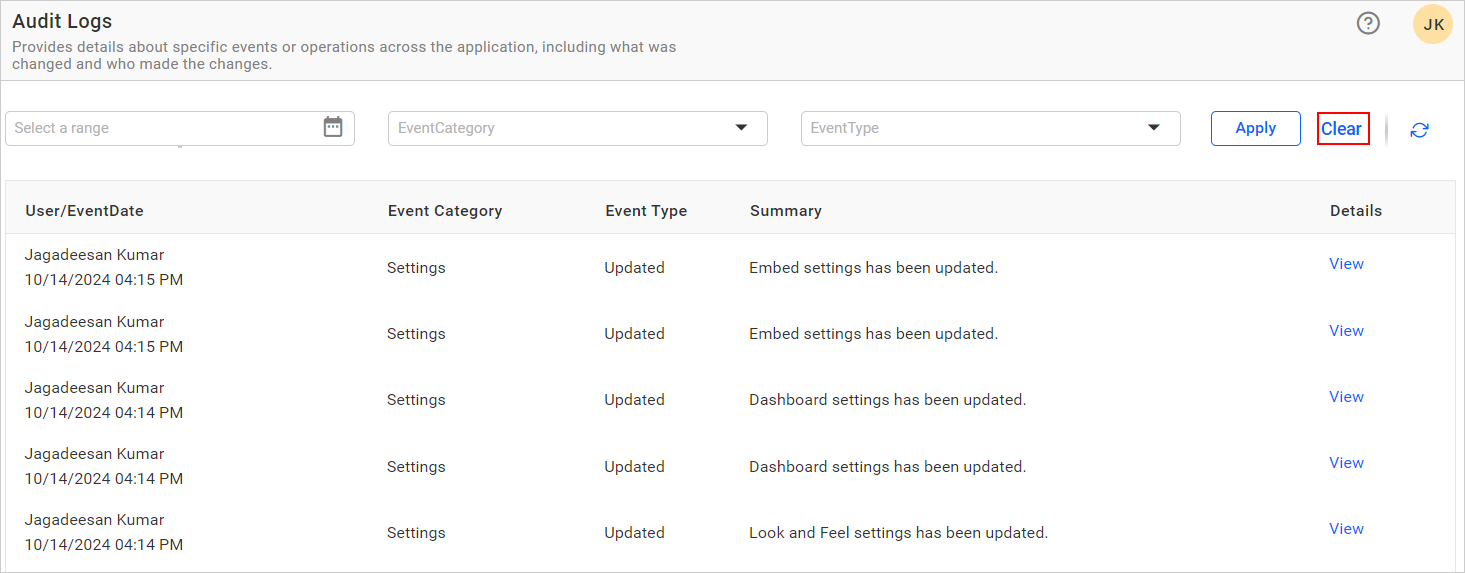 Audit Logs
JK
Provides details about specific events or operations across the application, including what was
changed and who made the changes.
Select a range
EventCategory
EventType
Apply
Clear
User/EventDate Event Category Event Type Summary Details
Jagadeesan Kumar
10/14/2024 04:15 PM
Settings Updated Embed settings has been updated. View
Jagadeesan Kumar
10/14/2024 04:15 PM
Settings Updated Embed settings has been updated. View
Jagadeesan Kumar
10/14/2024 04:14 PM
Settings Updated Dashboard settings has been updated. View
Jagadeesan Kumar
10/14/2024 04:14 PM
Settings Updated Dashboard settings has been updated. View
Jagadeesan Kumar
10/14/2024 04:14 PM
Settings Updated Look and Feel settings has been updated. View